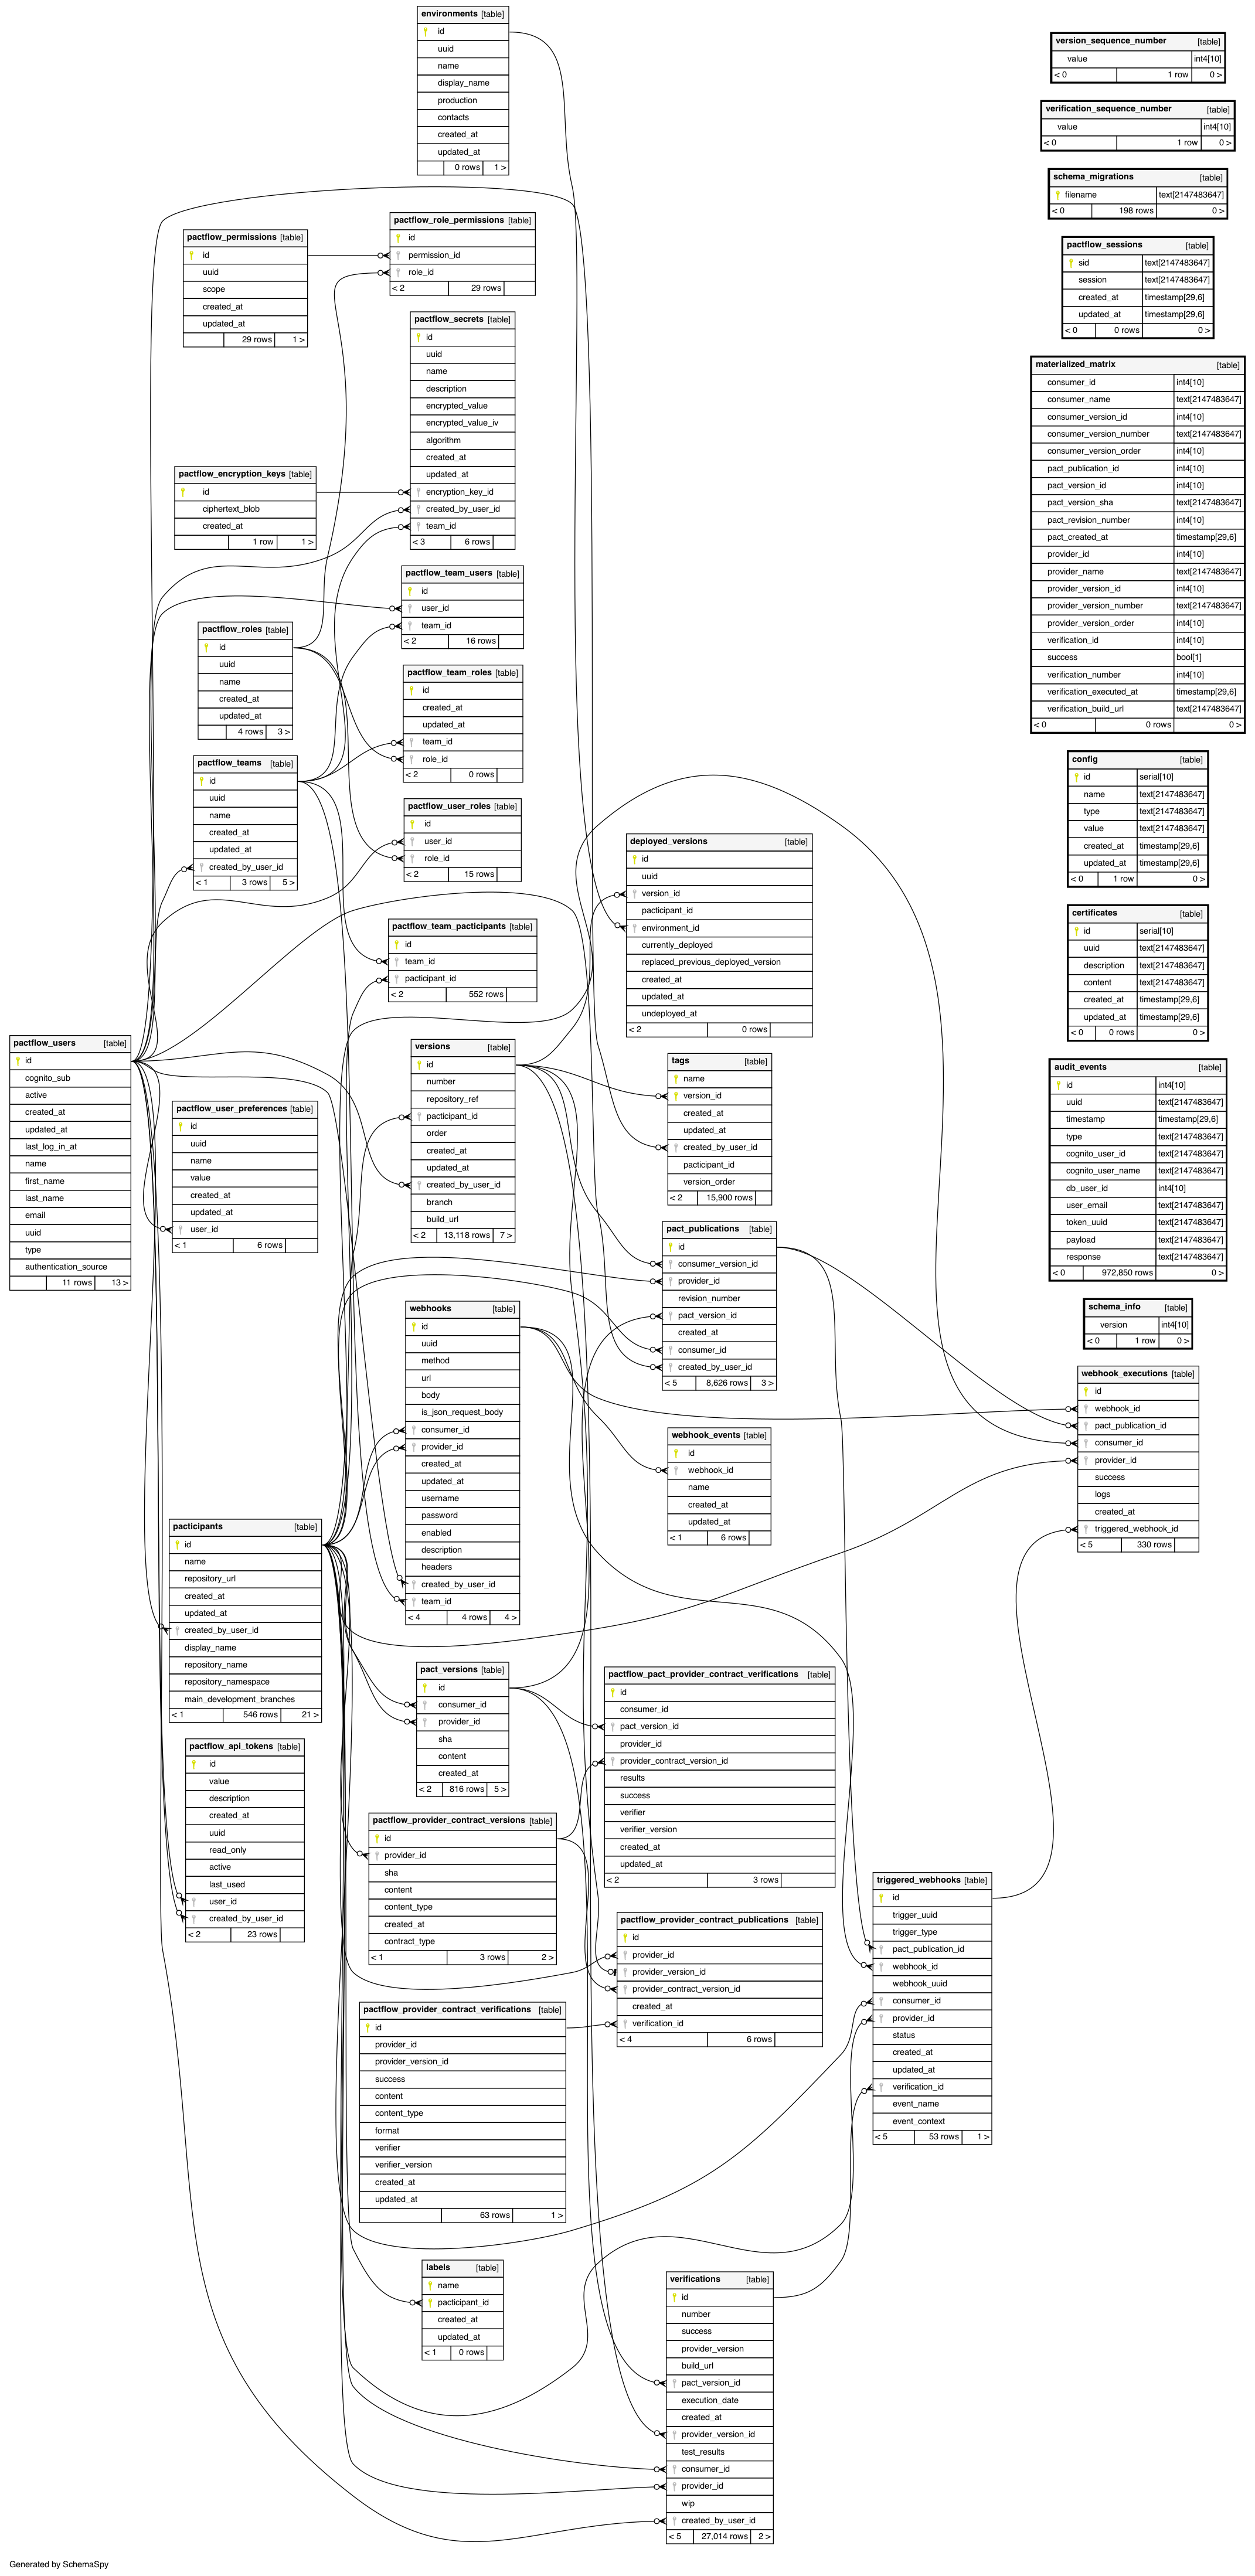 environments [table]
id
uuid
name
display_name
production
contacts
created_at
updated_at
0 rows 1 >
pactflow_role_permissions [table]
id
permission_id
role_id
< 2 29 rows
pactflow_permissions [table]
id
uuid
scope
created_at
updated_at
29 rows 1 >
pactflow_secrets [table]
id
uuid
name
description
encrypted_value
encrypted_value_iv
algorithm
created_at
updated_at
encryption_key_id
created_by_user_id
team_id
< 3 6 rows
pactflow_encryption_keys [table]
id
ciphertext_blob
created_at
1 row 1 >
pactflow_team_users [table]
id
user_id
team_id
< 2 16 rows
pactflow_roles [table]
id
uuid
name
created_at
updated_at
4 rows 3 >
pactflow_team_roles [table]
id
created_at
updated_at
team_id
role_id
< 2 0 rows
pactflow_teams [table]
id
uuid
name
created_at
updated_at
created_by_user_id
< 1 3 rows 5 >
pactflow_user_roles [table]
id
user_id
role_id
< 2 15 rows
pactflow_team_pacticipants [table]
id
team_id
pacticipant_id
< 2 552 rows
deployed_versions [table]
id
uuid
version_id
pacticipant_id
environment_id
currently_deployed
replaced_previous_deployed_version
created_at
updated_at
undeployed_at
< 2 0 rows
pactflow_users [table]
id
cognito_sub
active
created_at
updated_at
last_log_in_at
name
first_name
last_name
email
uuid
type
authentication_source
11 rows 13 >
pactflow_user_preferences [table]
id
uuid
name
value
created_at
updated_at
user_id
< 1 6 rows
versions [table]
id
number
repository_ref
pacticipant_id
order
created_at
updated_at
created_by_user_id
branch
build_url
< 2 13,118 rows 7 >
tags [table]
name
version_id
created_at
updated_at
created_by_user_id
pacticipant_id
version_order
< 2 15,900 rows
pact_publications [table]
id
consumer_version_id
provider_id
revision_number
pact_version_id
created_at
consumer_id
created_by_user_id
< 5 8,626 rows 3 >
webhooks [table]
id
uuid
method
url
body
is_json_request_body
consumer_id
provider_id
created_at
updated_at
username
password
enabled
description
headers
created_by_user_id
team_id
< 4 4 rows 4 >
webhook_events [table]
id
webhook_id
name
created_at
updated_at
< 1 6 rows
pacticipants [table]
id
name
repository_url
created_at
updated_at
created_by_user_id
display_name
repository_name
repository_namespace
main_development_branches
< 1 546 rows 21 >
pact_versions [table]
id
consumer_id
provider_id
sha
content
created_at
< 2 816 rows 5 >
pactflow_pact_provider_contract_verifications [table]
id
consumer_id
pact_version_id
provider_id
provider_contract_version_id
results
success
verifier
verifier_version
created_at
updated_at
< 2 3 rows
pactflow_api_tokens [table]
id
value
description
created_at
uuid
read_only
active
last_used
user_id
created_by_user_id
< 2 23 rows
pactflow_provider_contract_versions [table]
id
provider_id
sha
content
content_type
created_at
contract_type
< 1 3 rows 2 >
pactflow_provider_contract_publications [table]
id
provider_id
provider_version_id
provider_contract_version_id
created_at
verification_id
< 4 6 rows
triggered_webhooks [table]
id
trigger_uuid
trigger_type
pact_publication_id
webhook_id
webhook_uuid
consumer_id
provider_id
status
created_at
updated_at
verification_id
event_name
event_context
< 5 53 rows 1 >
pactflow_provider_contract_verifications [table]
id
provider_id
provider_version_id
success
content
content_type
format
verifier
verifier_version
created_at
updated_at
63 rows 1 >
labels [table]
name
pacticipant_id
created_at
updated_at
< 1 0 rows
verifications [table]
id
number
success
provider_version
build_url
pact_version_id
execution_date
created_at
provider_version_id
test_results
consumer_id
provider_id
wip
created_by_user_id
< 5 27,014 rows 2 >
version_sequence_number [table]
value int4[10]
< 0 1 row 0 >
verification_sequence_number [table]
value int4[10]
< 0 1 row 0 >
schema_migrations [table]
filename text[2147483647]
< 0 198 rows 0 >
pactflow_sessions [table]
sid text[2147483647]
session text[2147483647]
created_at timestamp[29,6]
updated_at timestamp[29,6]
< 0 0 rows 0 >
materialized_matrix [table]
consumer_id int4[10]
consumer_name text[2147483647]
consumer_version_id int4[10]
consumer_version_number text[2147483647]
consumer_version_order int4[10]
pact_publication_id int4[10]
pact_version_id int4[10]
pact_version_sha text[2147483647]
pact_revision_number int4[10]
pact_created_at timestamp[29,6]
provider_id int4[10]
provider_name text[2147483647]
provider_version_id int4[10]
provider_version_number text[2147483647]
provider_version_order int4[10]
verification_id int4[10]
success bool[1]
verification_number int4[10]
verification_executed_at timestamp[29,6]
verification_build_url text[2147483647]
< 0 0 rows 0 >
config [table]
id serial[10]
name text[2147483647]
type text[2147483647]
value text[2147483647]
created_at timestamp[29,6]
updated_at timestamp[29,6]
< 0 1 row 0 >
certificates [table]
id serial[10]
uuid text[2147483647]
description text[2147483647]
content text[2147483647]
created_at timestamp[29,6]
updated_at timestamp[29,6]
< 0 0 rows 0 >
audit_events [table]
id int4[10]
uuid text[2147483647]
timestamp timestamp[29,6]
type text[2147483647]
cognito_user_id text[2147483647]
cognito_user_name text[2147483647]
db_user_id int4[10]
user_email text[2147483647]
token_uuid text[2147483647]
payload text[2147483647]
response text[2147483647]
< 0 972,850 rows 0 >
schema_info [table]
version int4[10]
< 0 1 row 0 >
webhook_executions [table]
id
webhook_id
pact_publication_id
consumer_id
provider_id
success
logs
created_at
triggered_webhook_id
< 5 330 rows
Generated by SchemaSpy